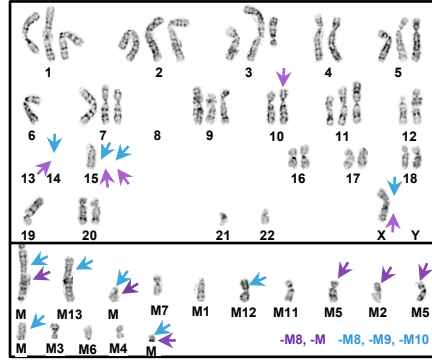 1 2 3 4 5
6 7 8 9 10 11 12
13 14 15 16 17 18
19 20 21 22 X Y
M M13 M M7 M1 M12 M11 M5 M2 M5
M M3 M6 M4 M -M8, -M -M8, -M9, -M10